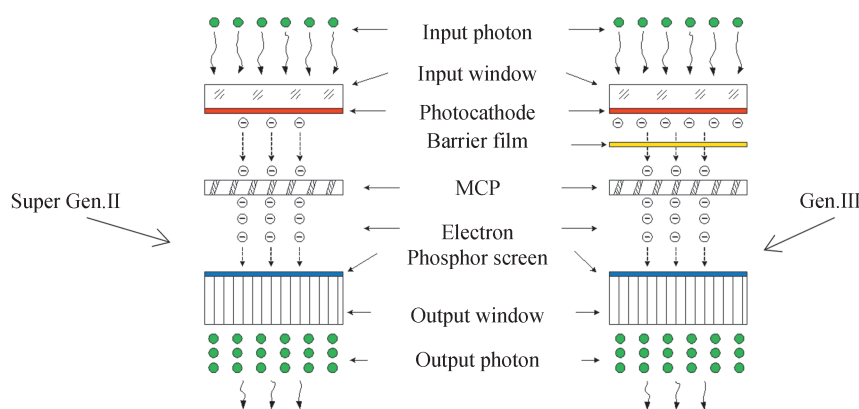 Input photon
Input window
Photocathode
Barrier film
MCP
Super Gen.II
Gen.III
Electron
Phosphor screen
Output window
Output photon